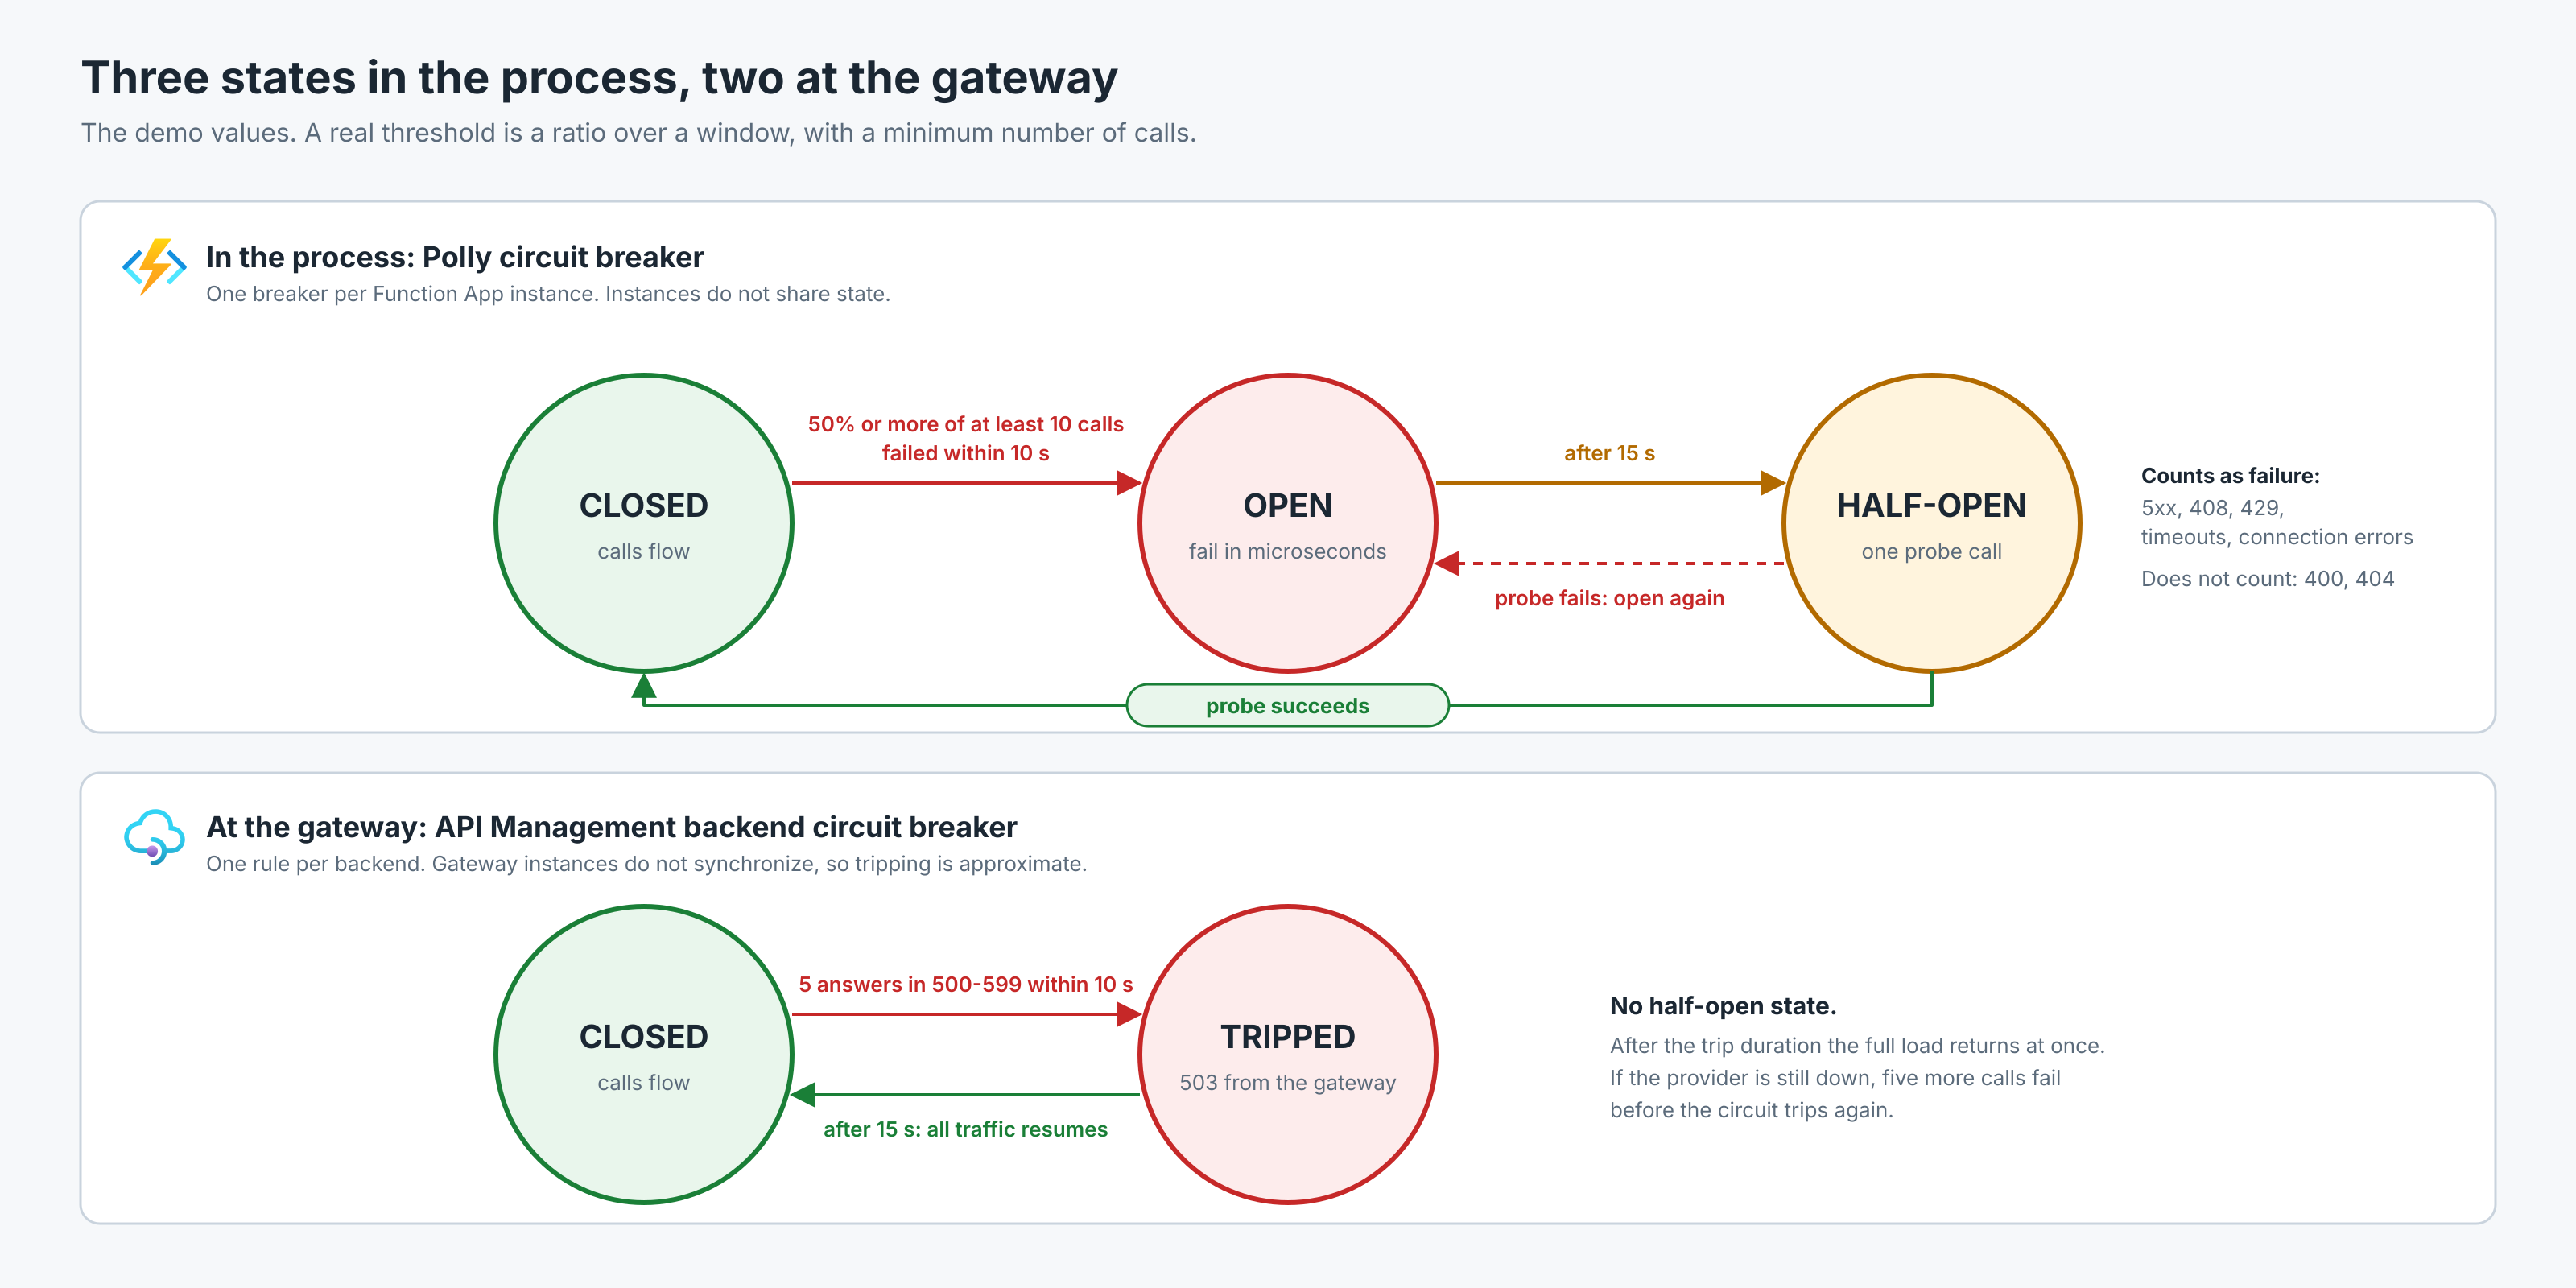 Three states in the process, two at the gateway
The demo values. A real threshold is a ratio over a window, with a minimum number of calls.
In the process: Polly circuit breaker
One breaker per Function App instance. Instances do not share state.
CLOSED
calls flow
50% or more of at least 10 calls
failed within 10 s
OPEN
fail in microseconds
after 15 s
probe fails: open again
HALF-OPEN
one probe call
Counts as failure:
5xx, 408, 429,
timeouts, connection errors
Does not count: 400, 404
probe succeeds
At the gateway: API Management backend circuit breaker
One rule per backend. Gateway instances do not synchronize, so tripping is approximate.
CLOSED
calls flow
5 answers in 500-599 within 10 s
after 15 s: all traffic resumes
TRIPPED
503 from the gateway
No half-open state.
After the trip duration the full load returns at once.
If the provider is still down, five more calls fail
before the circuit trips again.